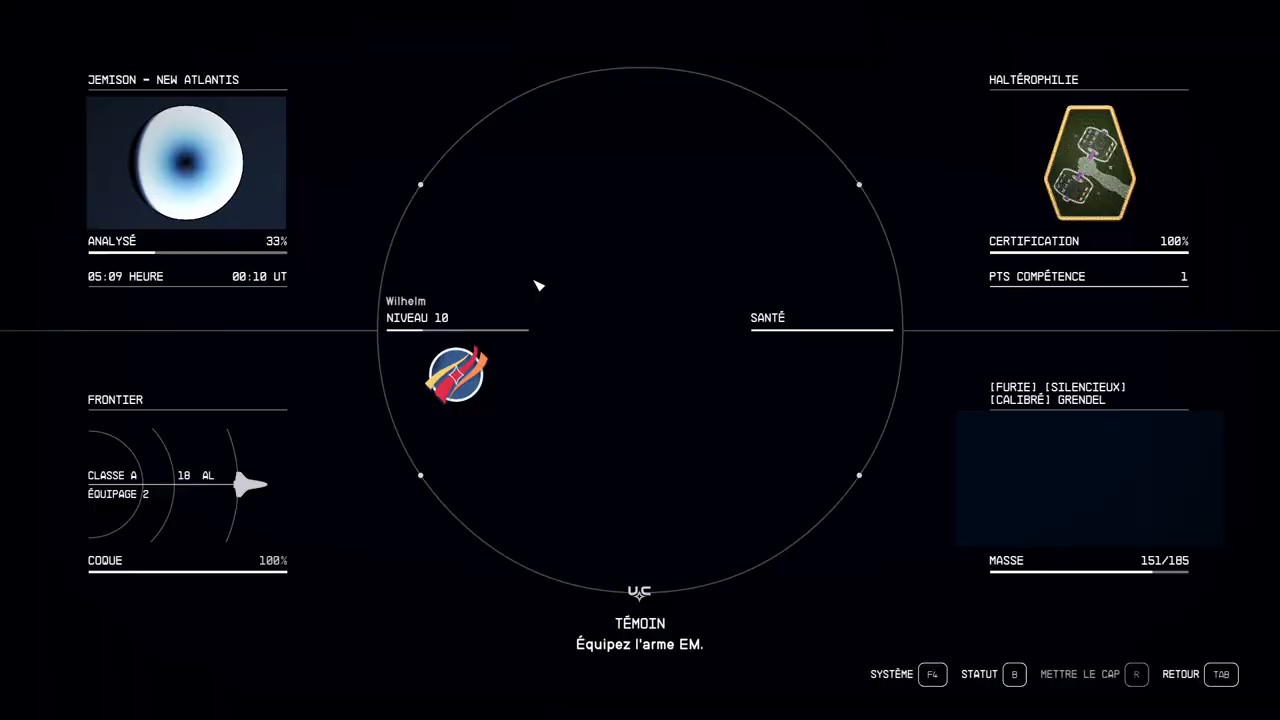 JEMISON - NEW ATLANTIS
ANALYSÉ 33%
05:09 HEURE 00:10 UT
HALTÉROPHILIE
CERTIFICATION 100%
PTS COMPÉTENCE 1
Wilhelm
NIVEAU 10
SANTÉ
FRONTIER
CLASSE A 18 AL
ÉQUIPAGE 2
COQUE 100%
[FURIE] [SILENCIEUX]
[CALIBRÉ] GRENDEL
MASSE 151/185
UC
TÉMOIN
Équipez l'arme EM.
SYSTÈME F4 STATUT B METTRE LE CAP R RETOUR TAB